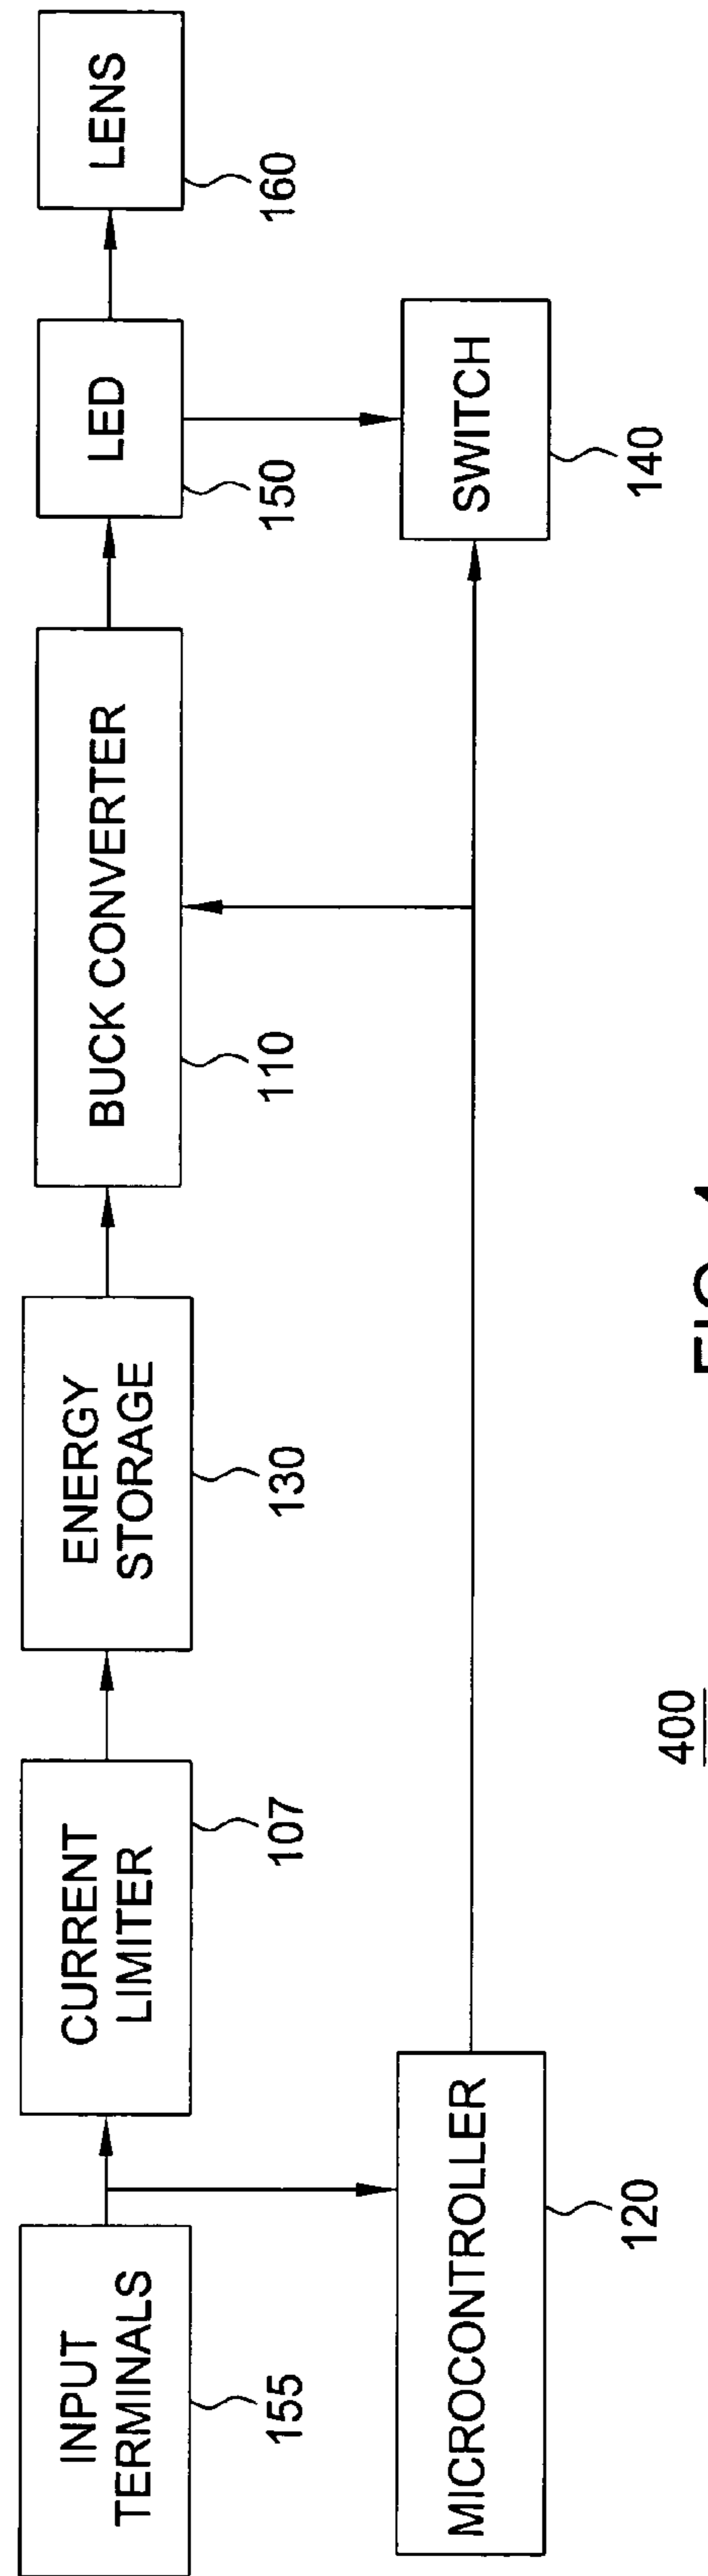 INPUT
TERMINALS
155
CURRENT
LIMITER
107
ENERGY
STORAGE
130
BUCK CONVERTER
110
LED
150
LENS
160
MICROCONTROLLER
120
SWITCH
140
400